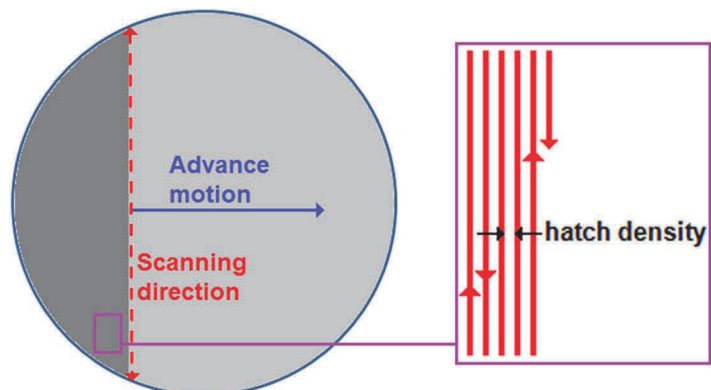 Advance
motion
Scanning
direction
hatch density